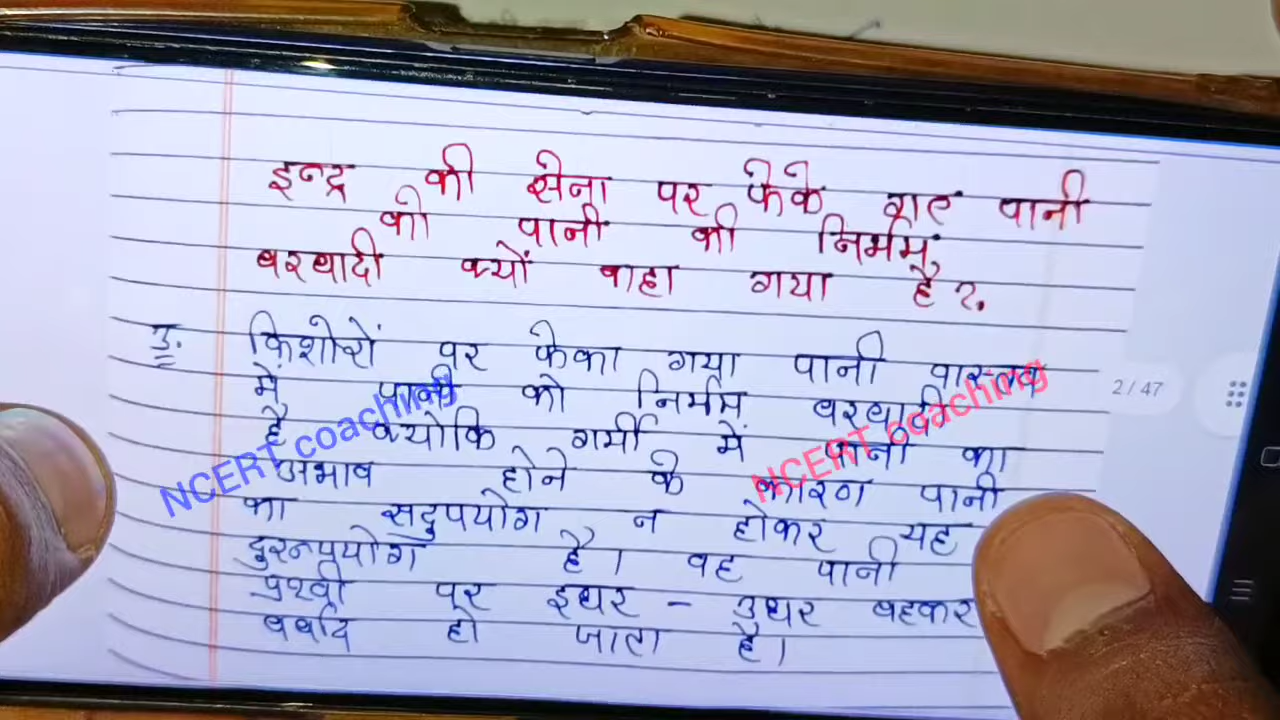 इन्द्र की सेना पर फेंके गए पानी
को पानी की निर्मम
बरबादी क्यों कहा गया है?
उ. किशोरों पर फेका गया पानी वास्तव
में पानी को निर्मम बरबादी
है क्योकि गर्मी में पानी का
अभाव होने के कारण पानी
का सदुपयोग न होकर यह
दुरूपयोग है। वह पानी
पृथ्वी पर इधर - उधर बहकर
बर्बाद हो जाता है।
NCERT coaching
NCERT coaching
2 / 47